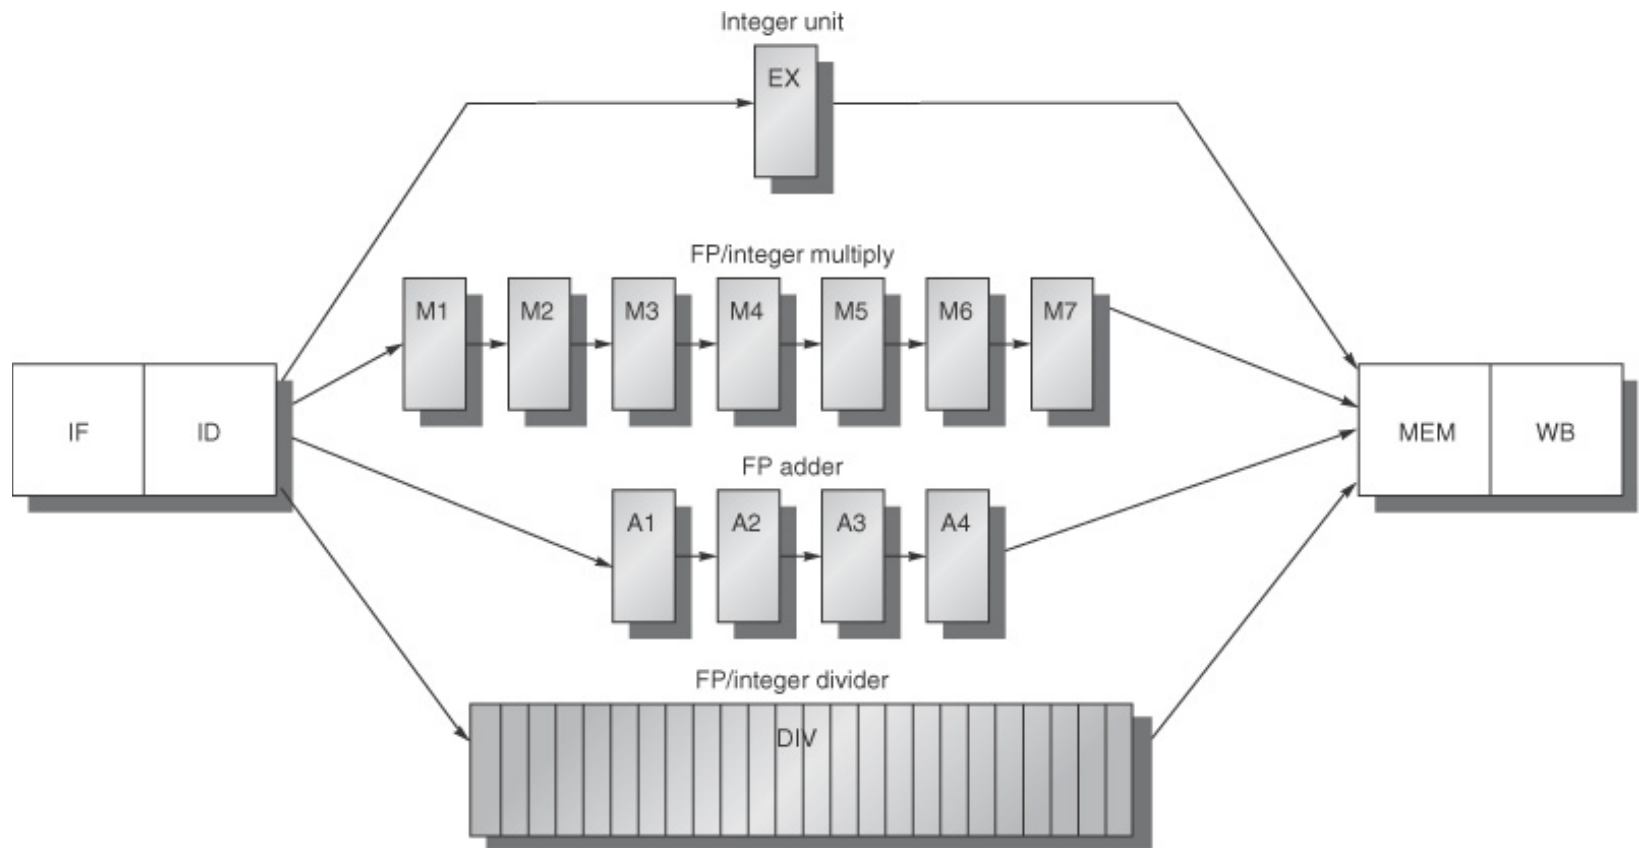 Integer unit
EX
FP/integer multiply
M1 M2 M3 M4 M5 M6 M7
IF ID
MEM WB
FP adder
A1 A2 A3 A4
FP/integer divider
DIV